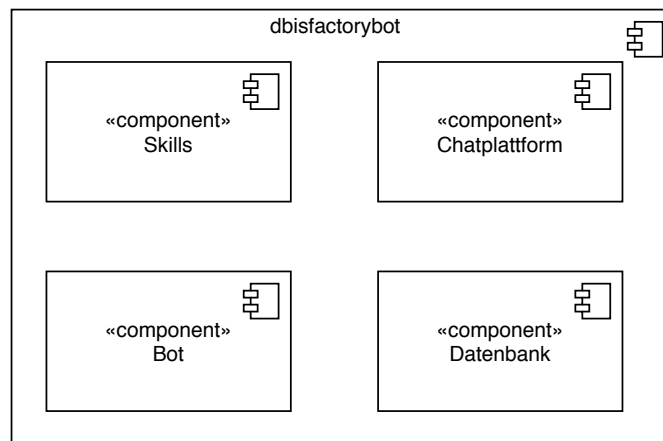 dbisfactorybot
«component»
Skills
«component»
Chatplattform
«component»
Bot
«component»
Datenbank